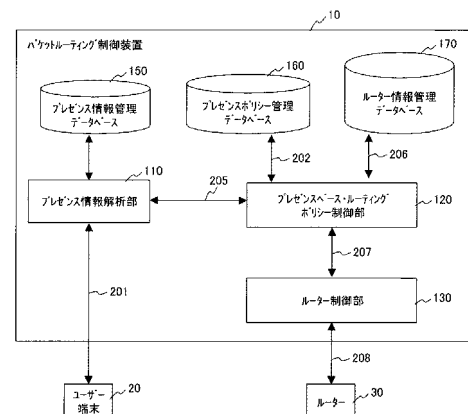 10
パケットルーティング制御装置
150
プレゼンス情報管理
データベース
160
プレゼンスポリシー管理
データベース
170
ルーター情報管理
データベース
202
206
110
プレゼンス情報解析部
205
プレゼンスベース・ルーティング
ポリシー制御部
120
207
201
ルーター制御部
130
208
ユーザー
端末
20
ルーター
30